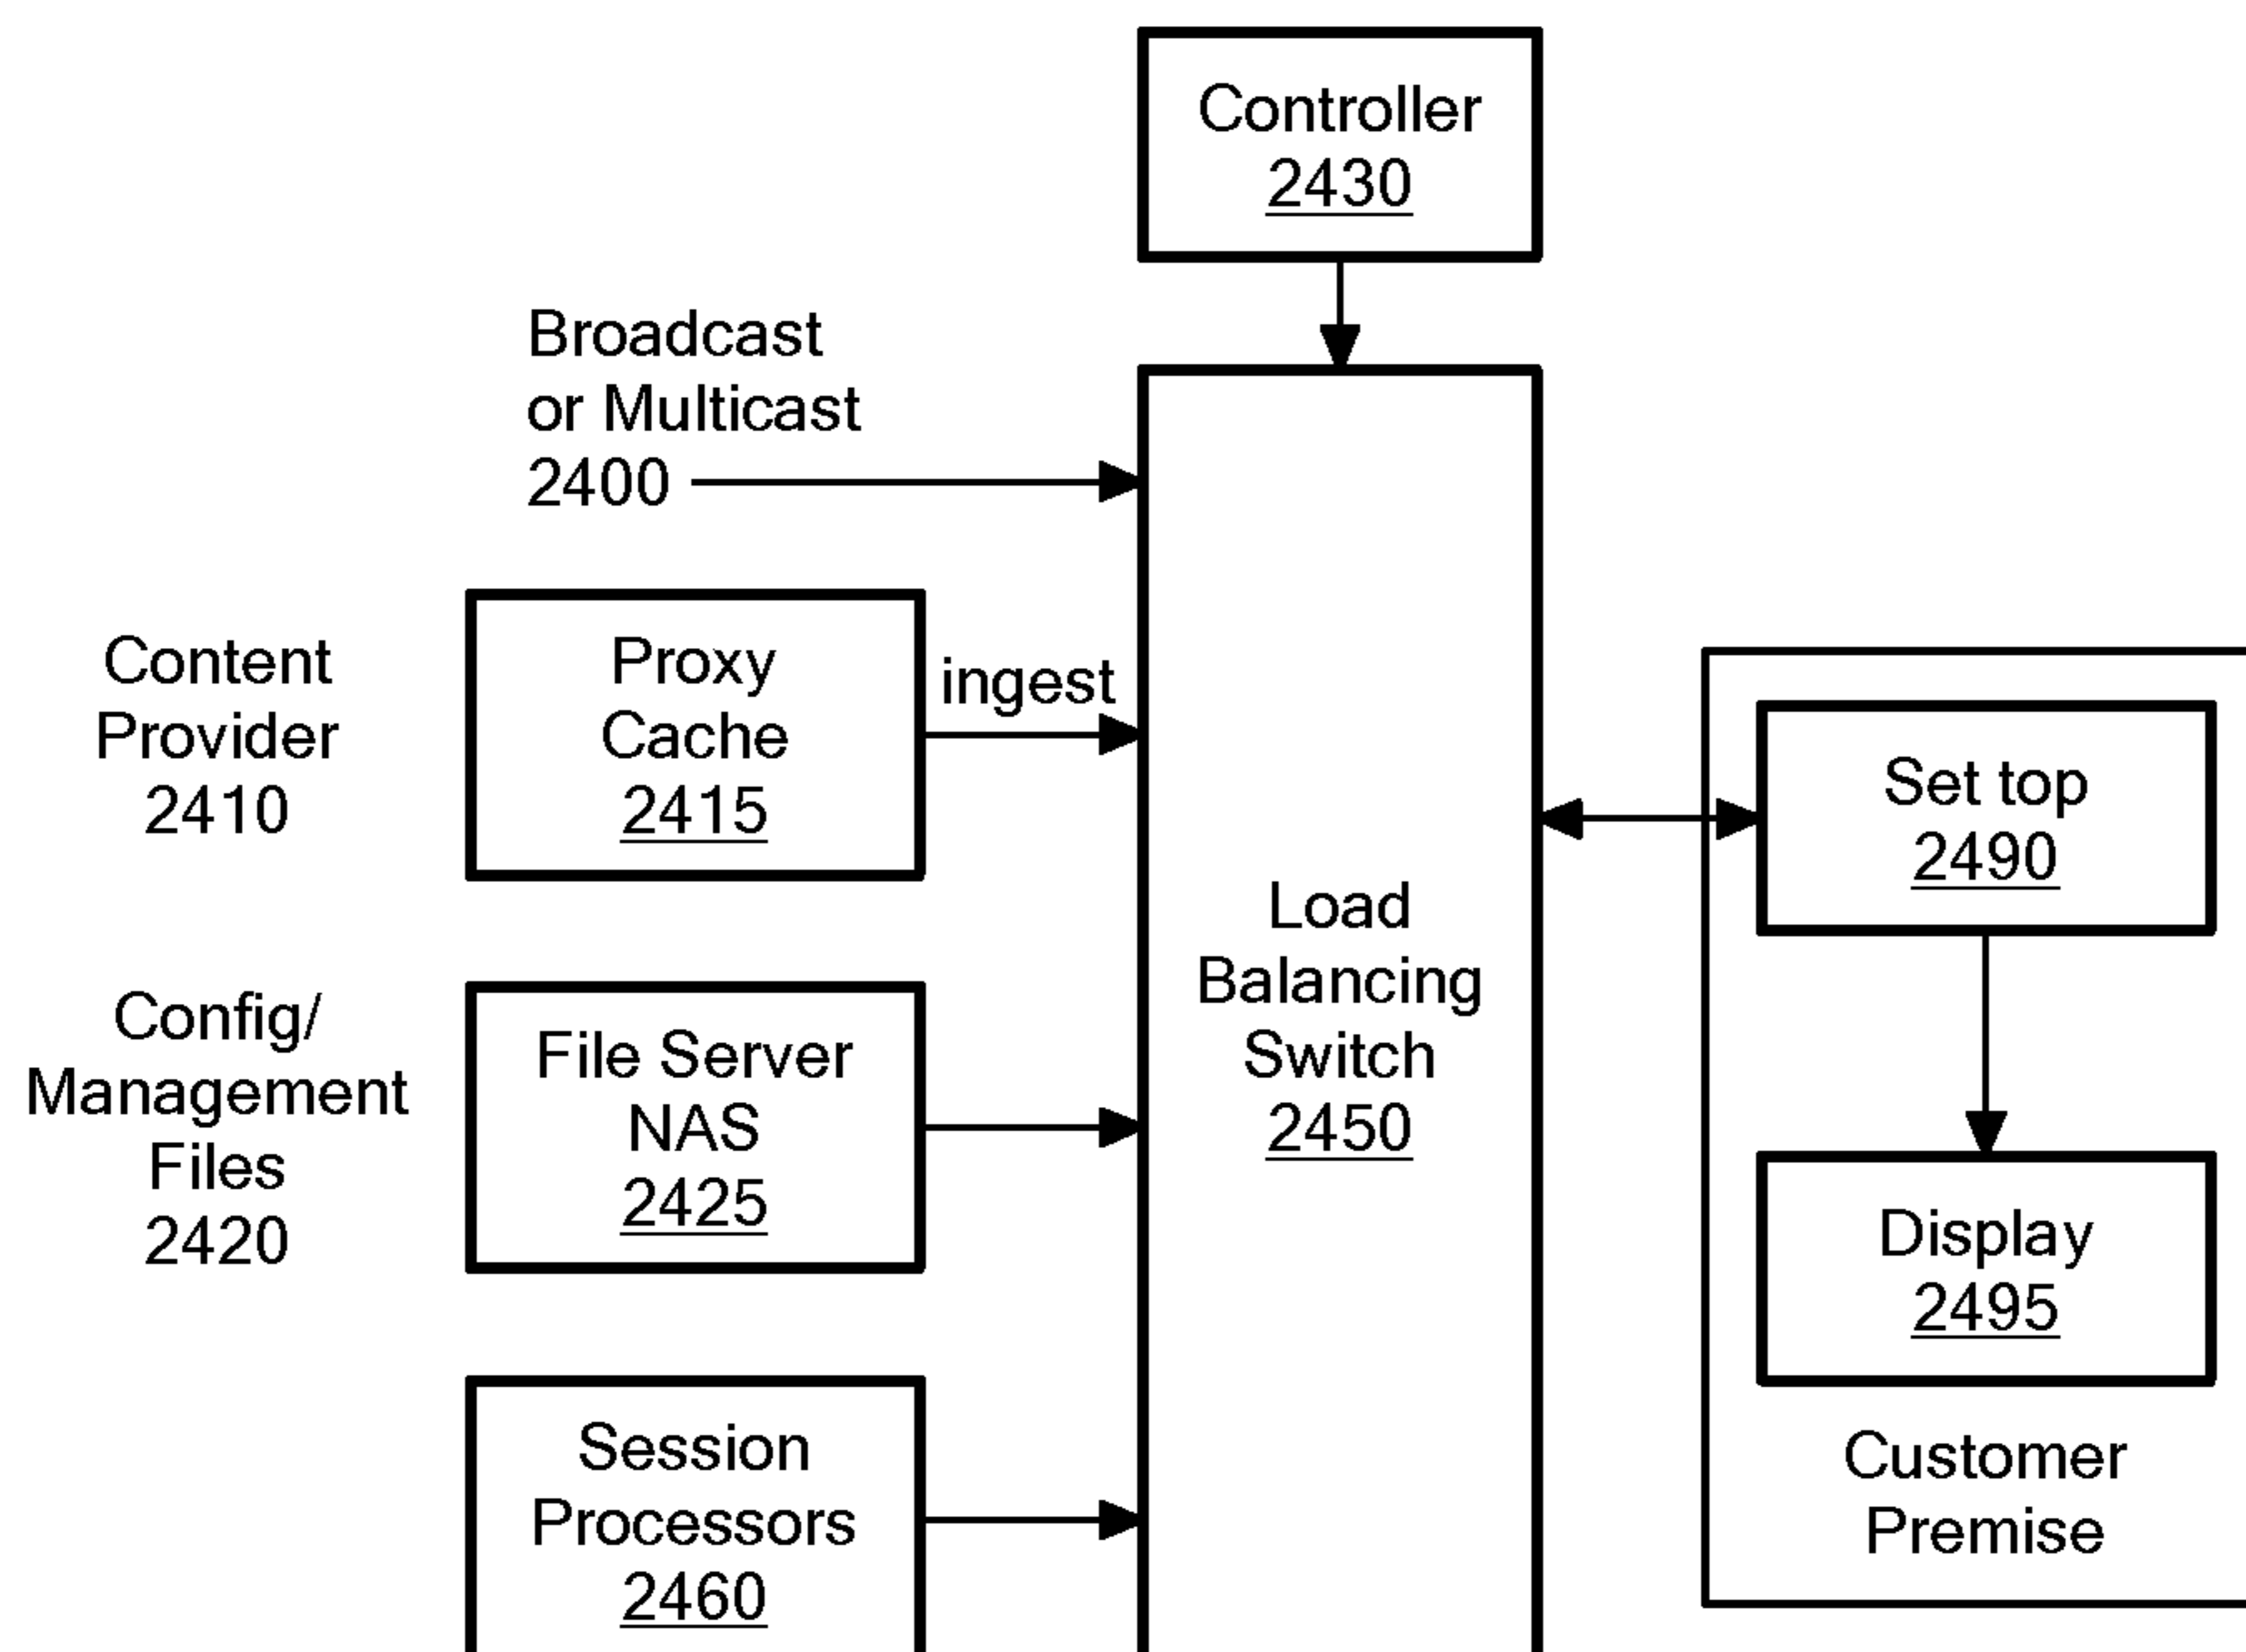 Controller
2430
Broadcast
or Multicast
2400
Content
Provider
2410
Proxy
Cache
2415
ingest
Config/
Management
Files
2420
File Server
NAS
2425
Session
Processors
2460
Load
Balancing
Switch
2450
Set top
2490
Display
2495
Customer
Premise